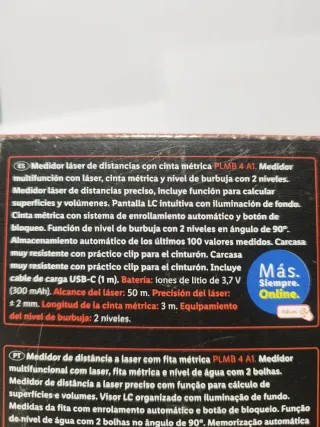 ES Medidor láser de distancias con cinta métrica PLMB 4 A1. Medidor
multifunción con láser, cinta métrica y nivel de burbuja con 2 niveles.
Medidor láser de distancias preciso, incluye función para calcular
superficies y volúmenes. Pantalla LC intuitiva con iluminación de fondo.
Cinta métrica con sistema de enrollamiento automático y botón de
bloqueo. Función de nivel de burbuja con 2 niveles en ángulo de 90°.
Almacenamiento automático de los últimos 100 valores medidos. Carcasa
muy resistente con práctico clip para el cinturón. Carcasa
muy resistente con práctico clip para el cinturón. Incluye
cable de carga USB-C (1 m). Batería: iones de litio de 3,7 V
(300 mAh). Alcance del láser: 50 m. Precisión del láser:
± 2 mm. Longitud de la cinta métrica: 3 m. Equipamiento
del nivel de burbuja: 2 niveles.
Más.
Siempre.
Online.
PT Medidor de distância a laser com fita métrica PLMB 4 A1. Medidor
multifuncional com laser, fita métrica e nível de água com 2 bolhas.
Medidor de distância a laser preciso com função para cálculo de
superfícies e volumes. Visor LC organizado com iluminação de fundo.
Medidas da fita com enrolamento automático e botão de bloqueio. Função
de nível de água com 2 bolhas no ângulo de 90°. Memorização automática